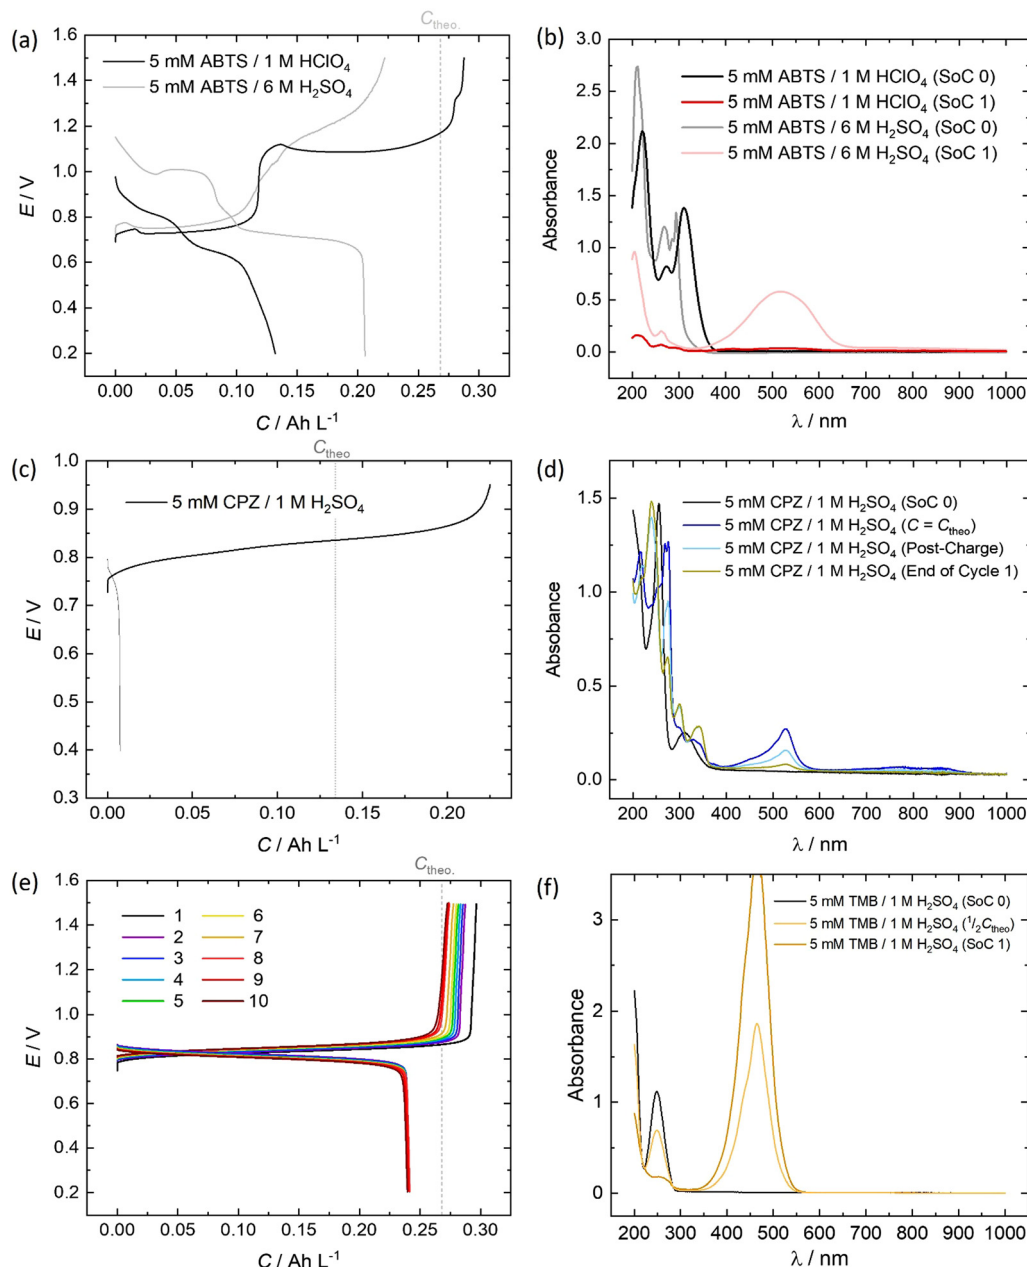 (a)
C_theo.
5 mM ABTS / 1 M HClO₄
5 mM ABTS / 6 M H₂SO₄
1.6
1.4
1.2
1.0
0.8
0.6
0.4
0.2
E / V
0.00 0.05 0.10 0.15 0.20 0.25 0.30
C / Ah L⁻¹
(b)
5 mM ABTS / 1 M HClO₄ (SoC 0)
5 mM ABTS / 1 M HClO₄ (SoC 1)
5 mM ABTS / 6 M H₂SO₄ (SoC 0)
5 mM ABTS / 6 M H₂SO₄ (SoC 1)
3.0
2.5
2.0
1.5
1.0
0.5
0.0
Absorbance
200 300 400 500 600 700 800 900 1000
λ / nm
(c)
C_theo
5 mM CPZ / 1 M H₂SO₄
1.0
0.9
0.8
0.7
0.6
0.5
0.4
0.3
E / V
0.00 0.05 0.10 0.15 0.20
C / Ah L⁻¹
(d)
5 mM CPZ / 1 M H₂SO₄ (SoC 0)
5 mM CPZ / 1 M H₂SO₄ (C = C_theo)
5 mM CPZ / 1 M H₂SO₄ (Post-Charge)
5 mM CPZ / 1 M H₂SO₄ (End of Cycle 1)
1.5
1.0
0.5
0.0
Absobance
200 300 400 500 600 700 800 900 1000
λ / nm
(e)
C_theo.
1 6
2 7
3 8
4 9
5 10
1.6
1.4
1.2
1.0
0.8
0.6
0.4
0.2
E / V
0.00 0.05 0.10 0.15 0.20 0.25 0.30
C / Ah L⁻¹
(f)
5 mM TMB / 1 M H₂SO₄ (SoC 0)
5 mM TMB / 1 M H₂SO₄ (¹/₂C_theo)
5 mM TMB / 1 M H₂SO₄ (SoC 1)
3
2
1
0
Absorbance
200 300 400 500 600 700 800 900 1000
λ / nm